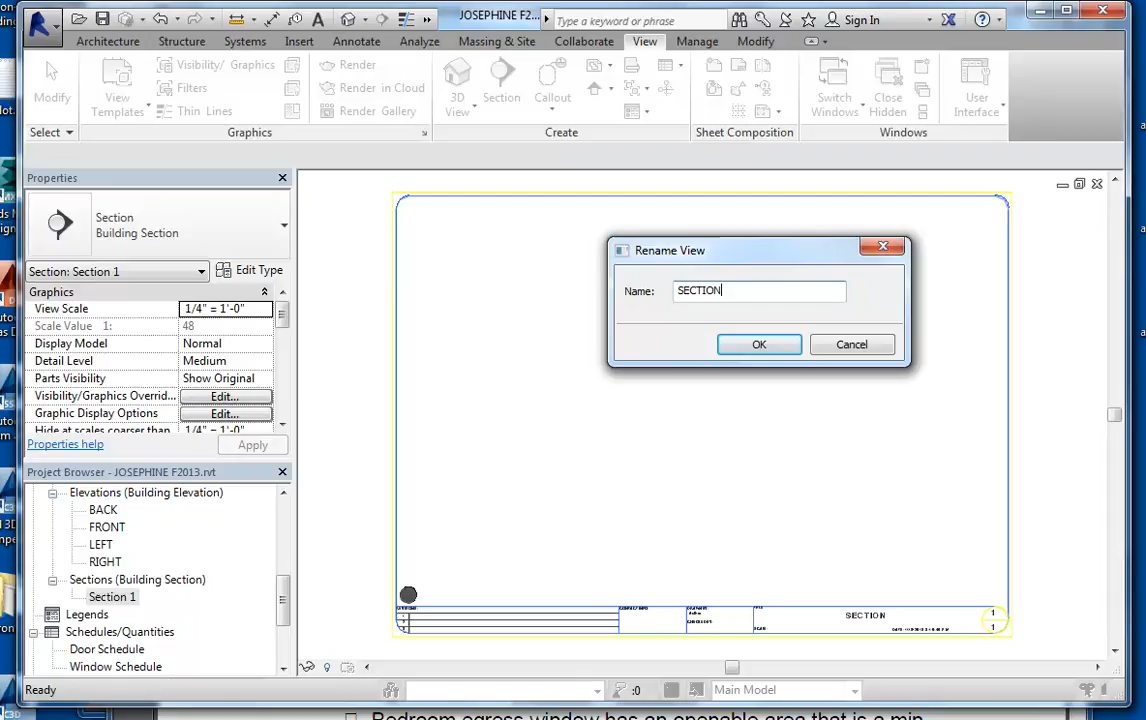 JOSEPHINE F2...
Type a keyword or phrase
Sign In
Architecture
Structure
Systems
Insert
Annotate
Analyze
Massing & Site
Collaborate
View
Manage
Modify
Modify
View
Templates
Visibility/ Graphics
Filters
Thin Lines
Render
Render in Cloud
Render Gallery
3D
View
Section
Callout
Switch
Windows
Close
Hidden
User
Interface
Select
Graphics
Create
Sheet Composition
Windows
Properties
Section
Building Section
Section: Section 1
Edit Type
Graphics
View Scale
1/4" = 1'-0"
Scale Value 1:
48
Display Model
Normal
Detail Level
Medium
Parts Visibility
Show Original
Visibility/Graphics Overrid...
Edit...
Graphic Display Options
Edit...
Hide at scales coarser than
1/4" = 1'-0"
Properties help
Apply
Project Browser - JOSEPHINE F2013.rvt
Elevations (Building Elevation)
BACK
FRONT
LEFT
RIGHT
Sections (Building Section)
Section 1
Legends
Schedules/Quantities
Door Schedule
Window Schedule
Rename View
Name:
SECTION
OK
Cancel
SECTION
1
1
Ready
:0
Main Model
Bedroom egress window has an openable area that is a min